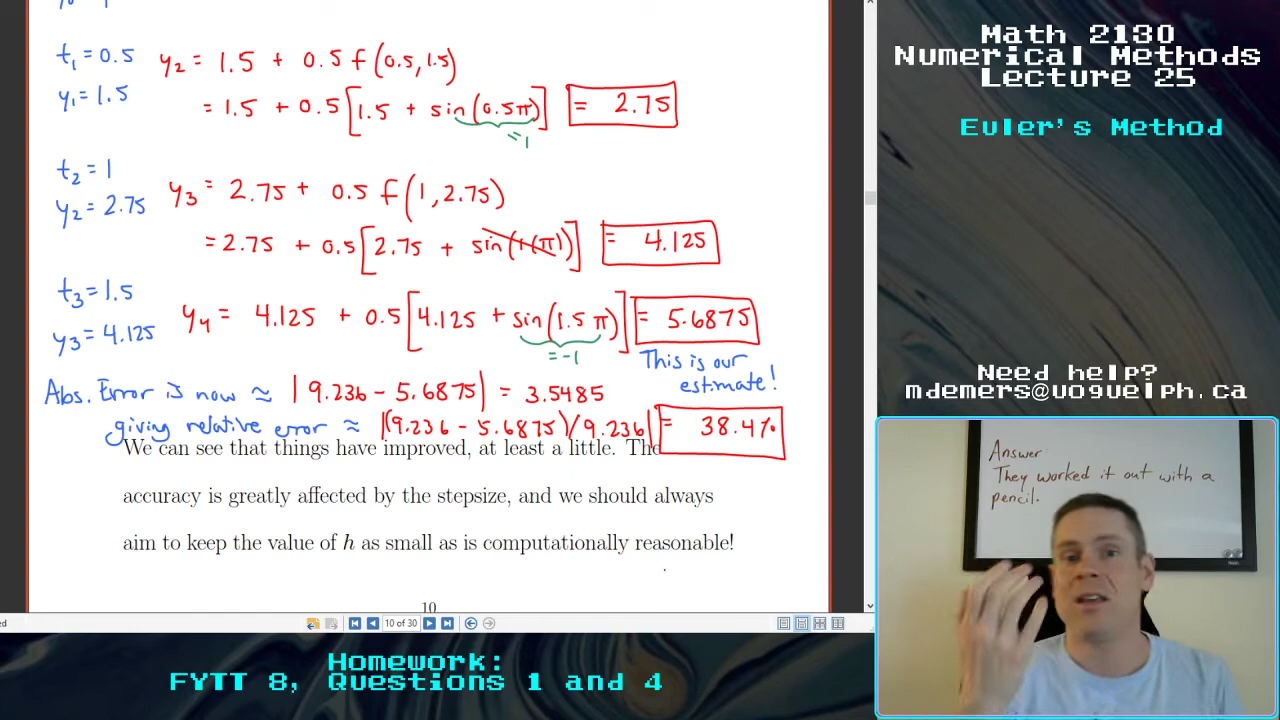 t₁ = 0.5
y₂ = 1.5 + 0.5 f(0.5, 1.5)
y₁ = 1.5
= 1.5 + 0.5[1.5 + sin(0.5π)] = 2.75
=1
t₂ = 1
y₂ = 2.75
y₃ = 2.75 + 0.5 f(1, 2.75)
= 2.75 + 0.5[2.75 + sin(1(π))] = 4.125
t₃ = 1.5
y₃ = 4.125
y₄ = 4.125 + 0.5[4.125 + sin(1.5π)] = 5.6875
= -1
This is our
estimate!
Abs. Error is now ≈ |9.236 - 5.6875| = 3.5485
giving relative error ≈ |(9.236 - 5.6875)/9.236| = 38.4%
We can see that things have improved, at least a little. The
accuracy is greatly affected by the stepsize, and we should always
aim to keep the value of h as small as is computationally reasonable!
10
10 of 30
Math 2130
Numerical Methods
Lecture 25
Euler's Method
Need help?
mdemers@uoguelph.ca
Answer
They worked it out with a
pencil.
Homework:
FYTT 8, Questions 1 and 4